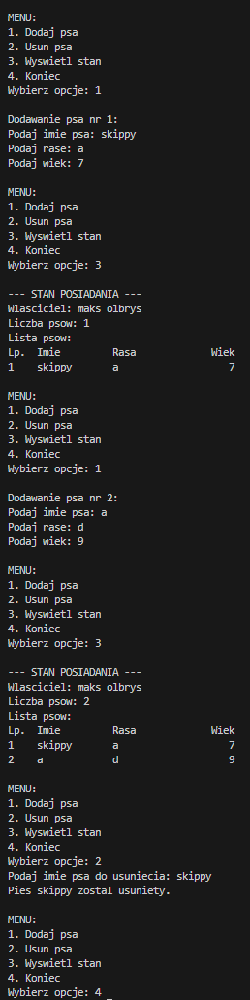 MENU:
1. Dodaj psa
2. Usun psa
3. Wyswietl stan
4. Koniec
Wybierz opcje: 1
Dodawanie psa nr 1:
Podaj imie psa: skippy
Podaj rase: a
Podaj wiek: 7
MENU:
1. Dodaj psa
2. Usun psa
3. Wyswietl stan
4. Koniec
Wybierz opcje: 3
--- STAN POSIADANIA ---
Wlasciciel: maks olbrys
Liczba psow: 1
Lista psow:
Lp. Imie Rasa Wiek
1 skippy a 7
MENU:
1. Dodaj psa
2. Usun psa
3. Wyswietl stan
4. Koniec
Wybierz opcje: 1
Dodawanie psa nr 2:
Podaj imie psa: a
Podaj rase: d
Podaj wiek: 9
MENU:
1. Dodaj psa
2. Usun psa
3. Wyswietl stan
4. Koniec
Wybierz opcje: 3
--- STAN POSIADANIA ---
Wlasciciel: maks olbrys
Liczba psow: 2
Lista psow:
Lp. Imie Rasa Wiek
1 skippy a 7
2 a d 9
MENU:
1. Dodaj psa
2. Usun psa
3. Wyswietl stan
4. Koniec
Wybierz opcje: 2
Podaj imie psa do usuniecia: skippy
Pies skippy zostal usuniety.
MENU:
1. Dodaj psa
2. Usun psa
3. Wyswietl stan
4. Koniec
Wybierz opcje: 4